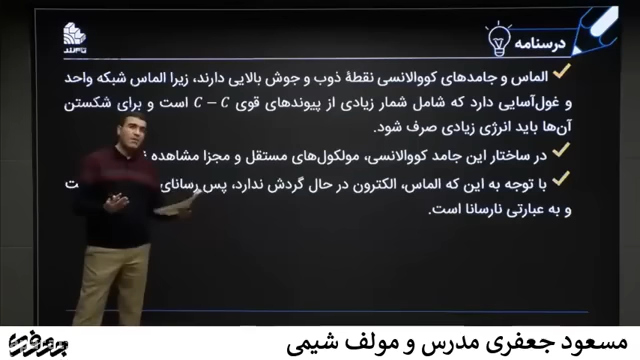 درسنامه
تاملند
الماس و جامدهای کووالانسی نقطهٔ ذوب و جوش بالایی دارند، زیرا الماس شبکه واحد
و غول‌آسایی دارد که شامل شمار زیادی از پیوندهای قوی C – C است و برای شکستن
آن‌ها باید انرژی زیادی صرف شود.
در ساختار این جامد کووالانسی، مولکول‌های مستقل و مجزا مشاهده
با توجه به این که الماس، الکترون در حال گردش ندارد، پس رسانای
و به عبارتی نارسانا است.
مسعود جعفری مدرس و مولف شیمی